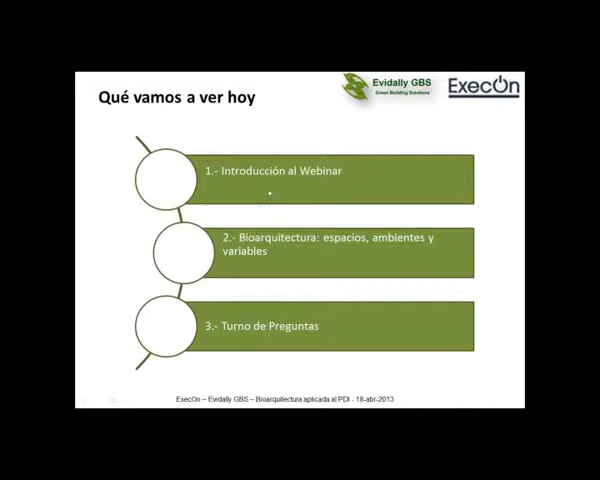 Qué vamos a ver hoy
Evidally GBS
Green Building Solutions
ExecOn
1.- Introducción al Webinar
2.- Bioarquitectura: espacios, ambientes y
variables
3.- Turno de Preguntas
ExecOn – Evidally GBS – Bioarquitectura aplicada al PDI - 18-abr-2013